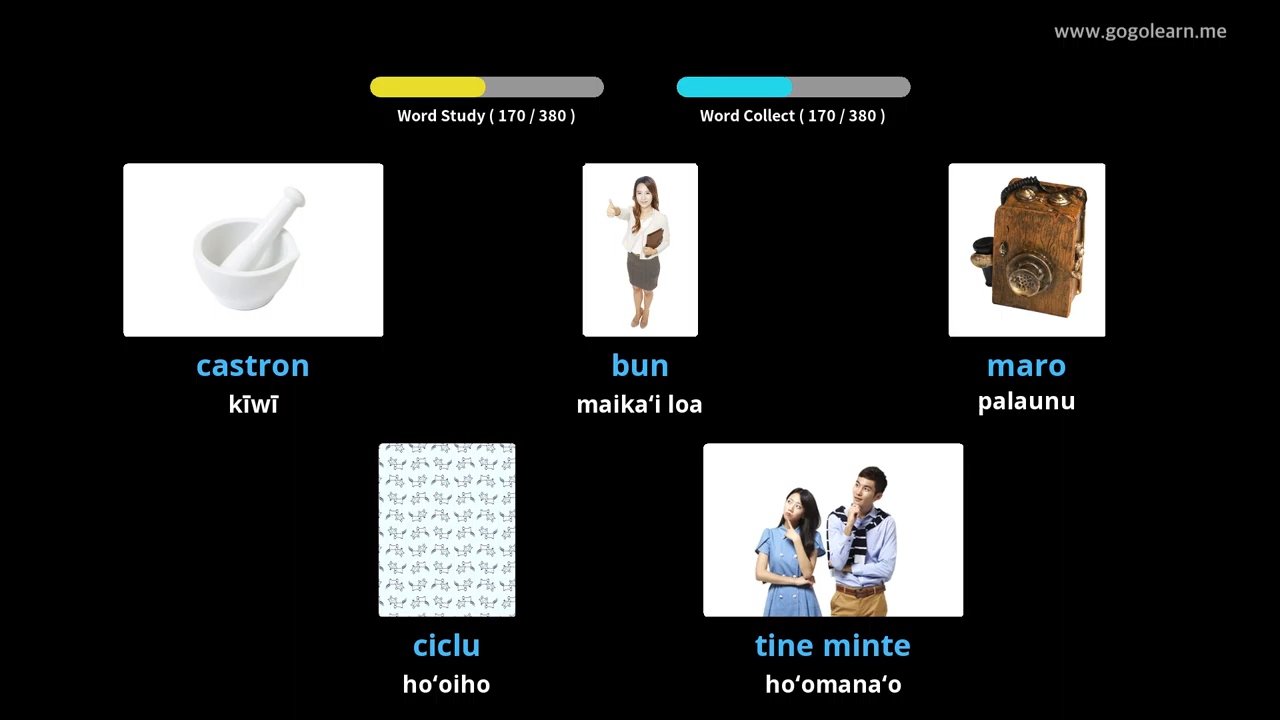 www.gogolearn.me
Word Study ( 170 / 380 )
Word Collect ( 170 / 380 )
castron
kīwī
bun
maikaʻi loa
maro
palaunu
ciclu
hoʻoiho
tine minte
hoʻomanaʻo